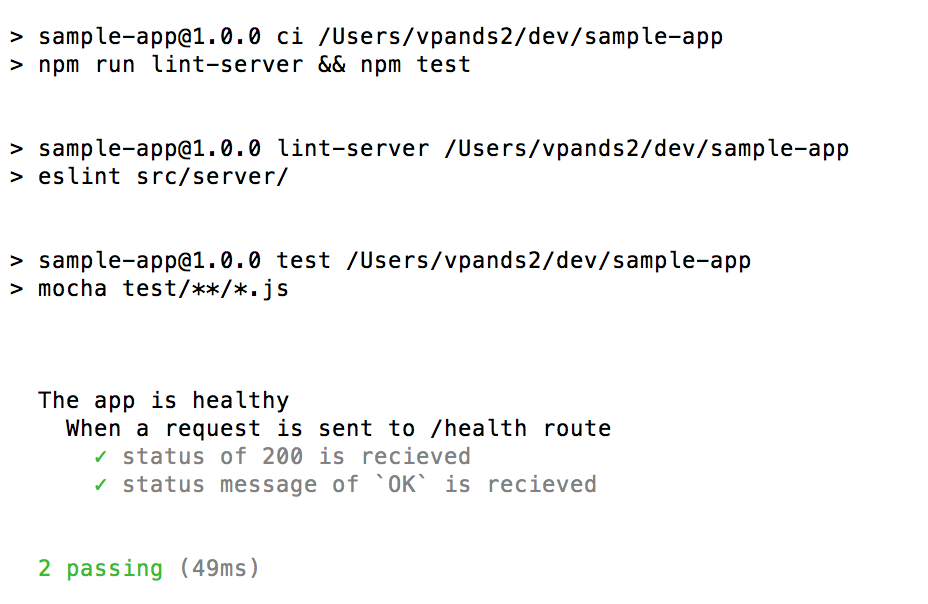 > sample-app@1.0.0 ci /Users/vpands2/dev/sample-app
> npm run lint-server && npm test
> sample-app@1.0.0 lint-server /Users/vpands2/dev/sample-app
> eslint src/server/
> sample-app@1.0.0 test /Users/vpands2/dev/sample-app
> mocha test/**/*.js
The app is healthy
When a request is sent to /health route
✓ status of 200 is recieved
✓ status message of `OK` is recieved
2 passing (49ms)